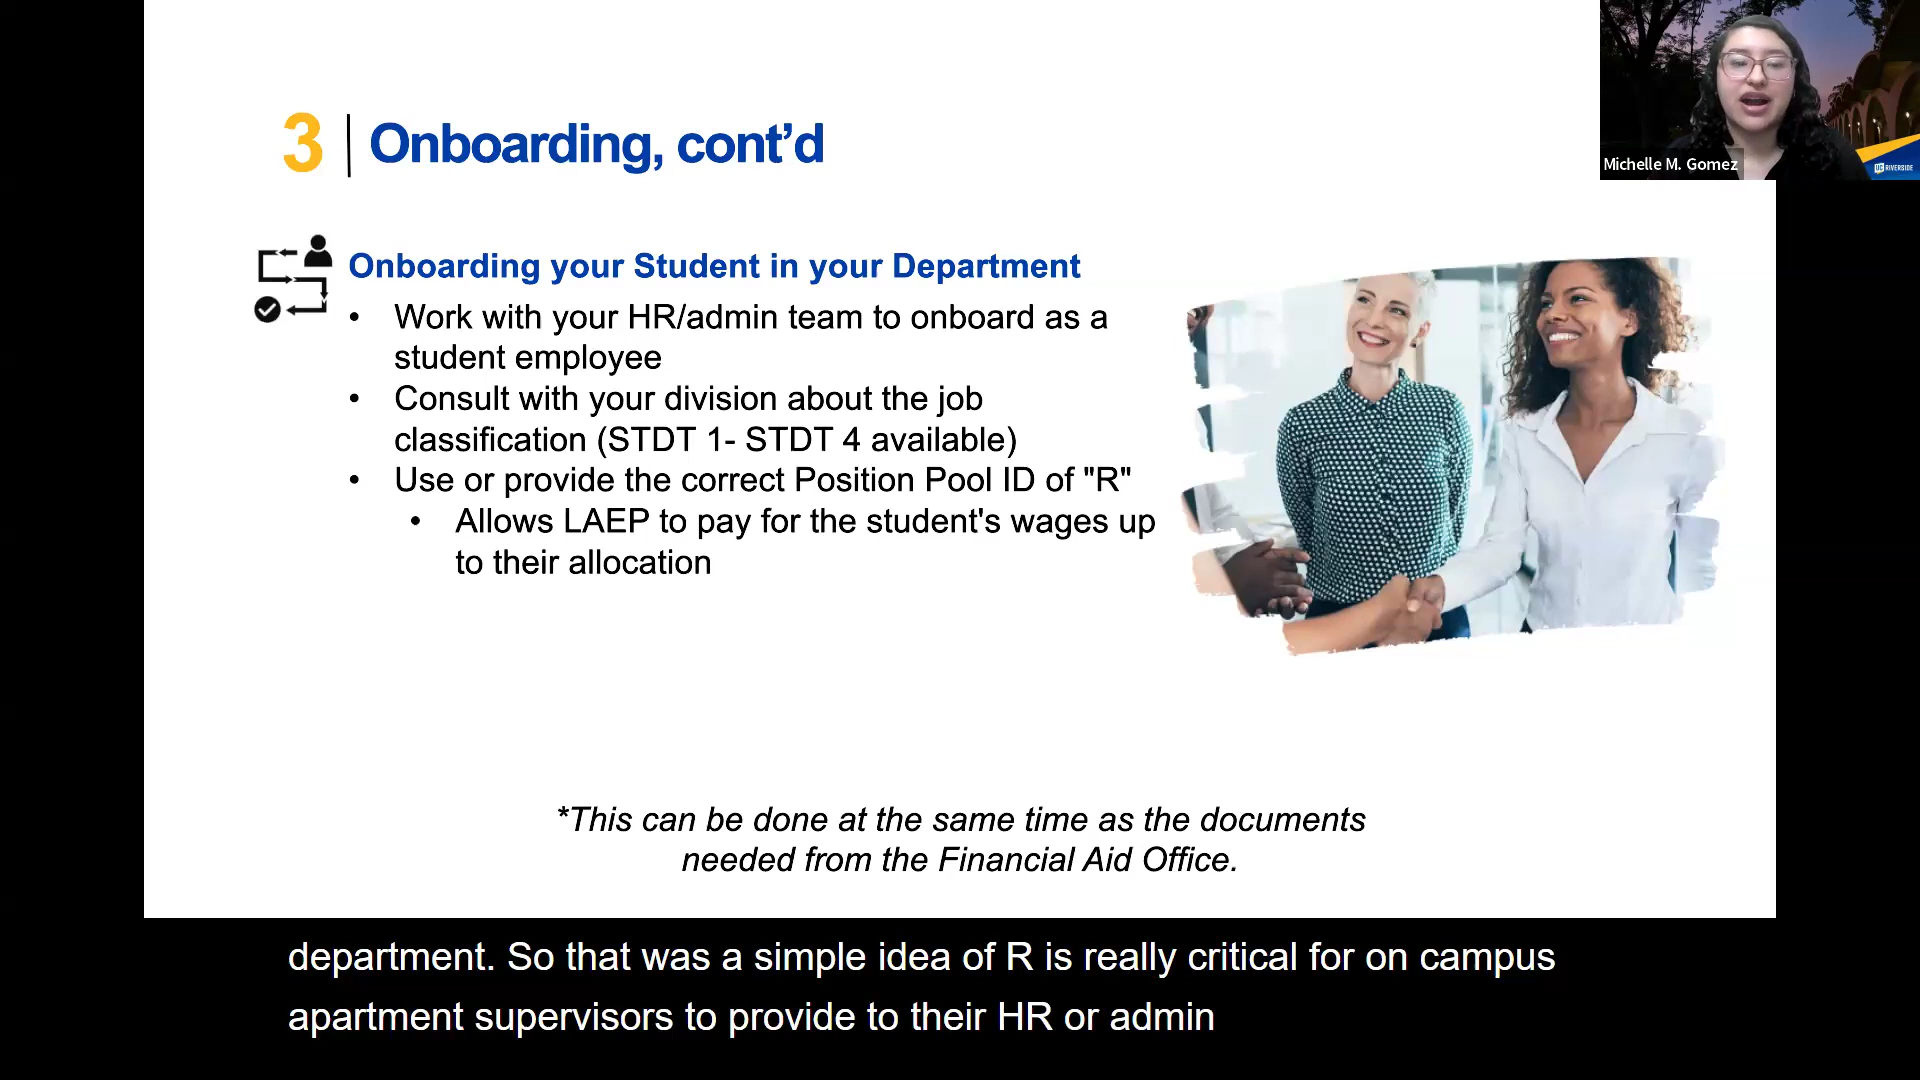 3 | Onboarding, cont’d
Michelle M. Gomez
UC RIVERSIDE
Onboarding your Student in your Department
• Work with your HR/admin team to onboard as a
student employee
• Consult with your division about the job
classification (STDT 1- STDT 4 available)
• Use or provide the correct Position Pool ID of "R"
• Allows LAEP to pay for the student's wages up
to their allocation
*This can be done at the same time as the documents
needed from the Financial Aid Office.
department. So that was a simple idea of R is really critical for on campus
apartment supervisors to provide to their HR or admin